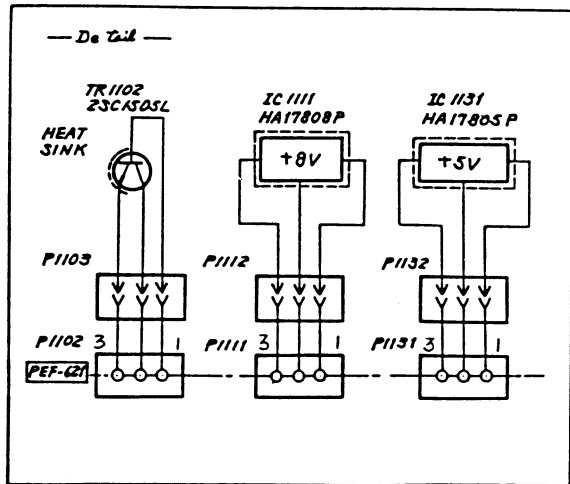 — Detail —
TR1102
2SC1505L
HEAT
SINK
IC1111
HA17808P
+8V
IC1131
HA17805P
+5V
P1103
P1112
P1132
P1102 3 1
P1111 3 1
P1131 3 1
PEF-621